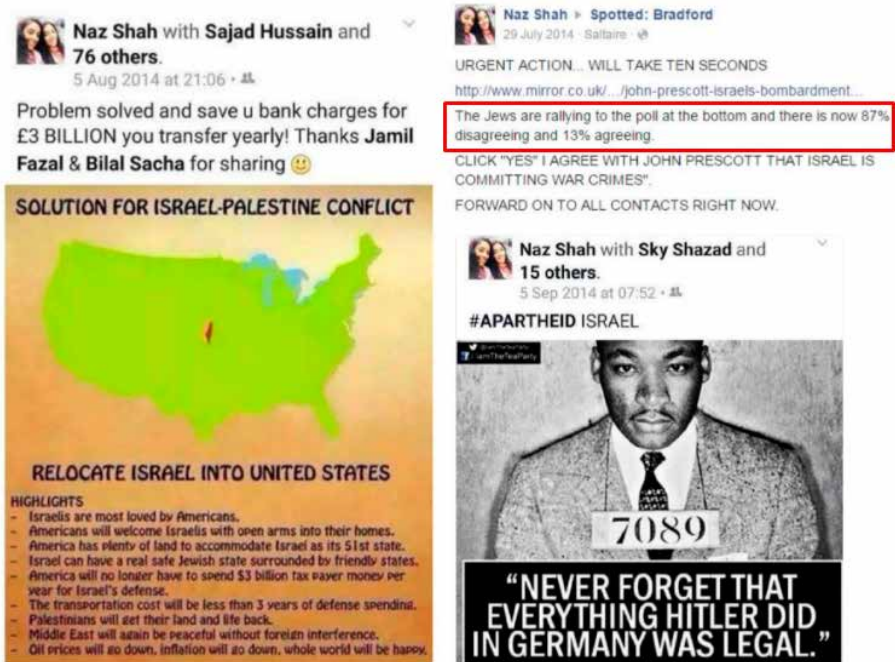 Naz Shah with Sajad Hussain and
76 others.
5 Aug 2014 at 21:06 ·
Problem solved and save u bank charges for
£3 BILLION you transfer yearly! Thanks Jamil
Fazal & Bilal Sacha for sharing 🙂
SOLUTION FOR ISRAEL-PALESTINE CONFLICT
RELOCATE ISRAEL INTO UNITED STATES
HIGHLIGHTS
- Israelis are most loved by Americans.
- Americans will welcome Israelis with open arms into their homes.
- America has plenty of land to accommodate Israel as its 51st state.
- Israel can have a real safe Jewish state surrounded by friendly states.
- America will no longer have to spend $3 billion tax payer money per
year for Israel's defense.
- The transportation cost will be less than 3 years of defense spending.
- Palestinians will get their land and life back.
- Middle East will again be peaceful without foreign interference.
- Oil prices will go down, inflation will go down, whole world will be happy.
Naz Shah ▸ Spotted: Bradford
29 July 2014 · Saltaire ·
URGENT ACTION... WILL TAKE TEN SECONDS
http://www.mirror.co.uk/.../john-prescott-israels-bombardment...
The Jews are rallying to the poll at the bottom and there is now 87%
disagreeing and 13% agreeing.
CLICK "YES" I AGREE WITH JOHN PRESCOTT THAT ISRAEL IS
COMMITTING WAR CRIMES".
FORWARD ON TO ALL CONTACTS RIGHT NOW.
Naz Shah with Sky Shazad and
15 others.
5 Sep 2014 at 07:52 ·
#APARTHEID ISRAEL
7089
"NEVER FORGET THAT
EVERYTHING HITLER DID
IN GERMANY WAS LEGAL."